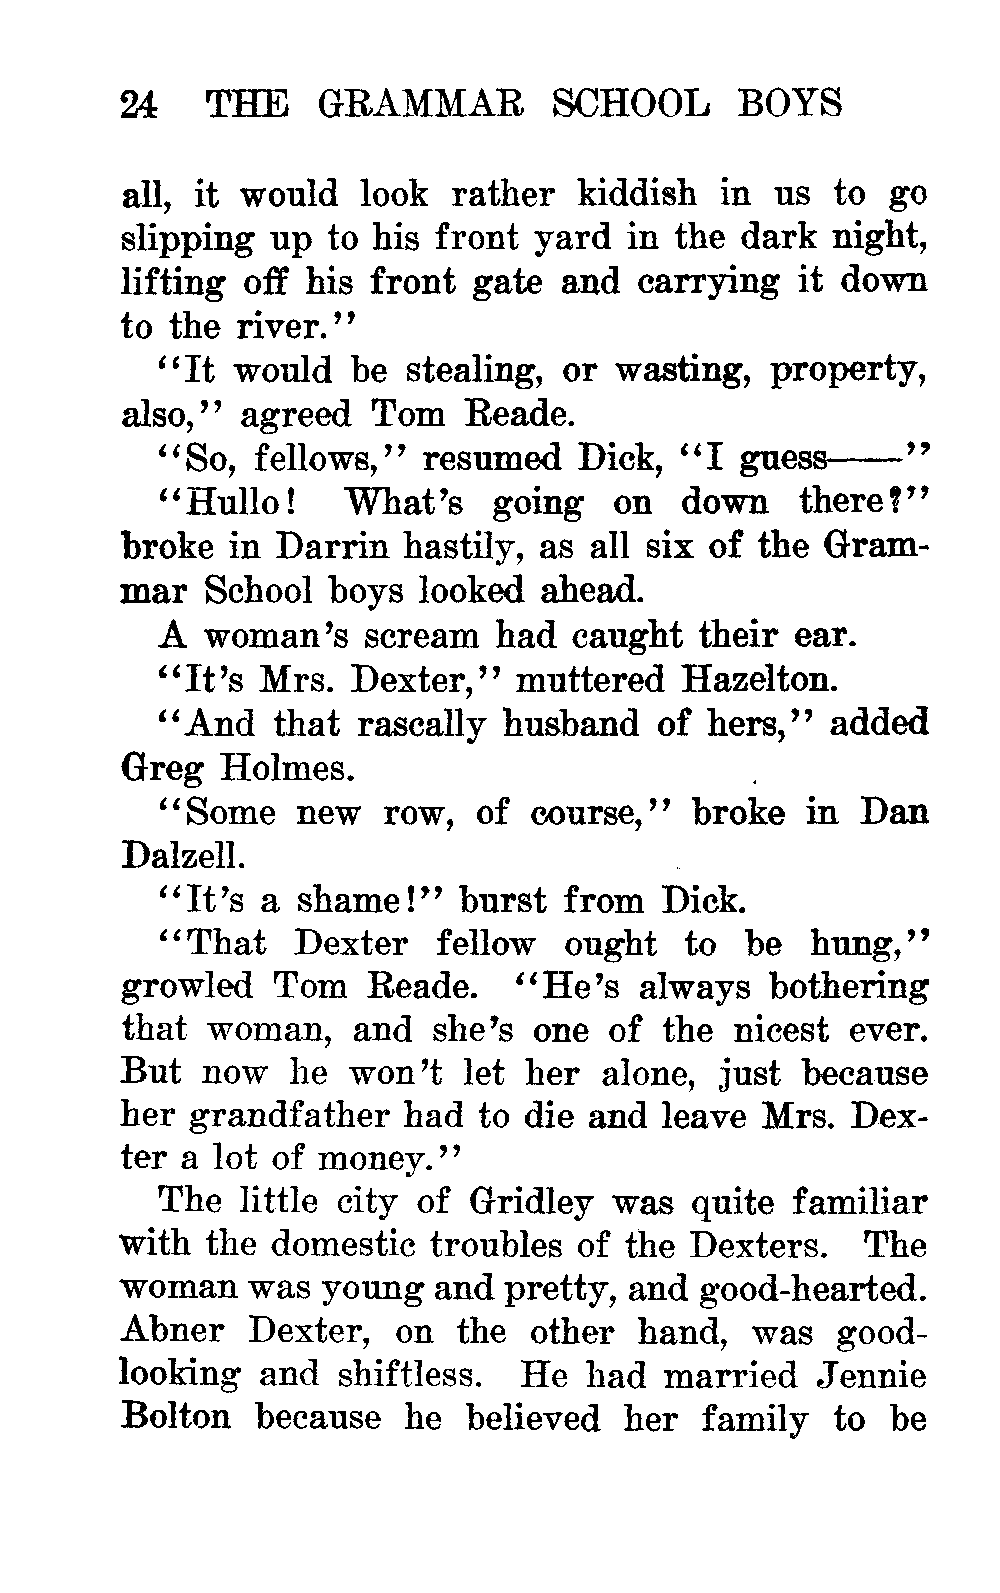 24 THE GRAMMAR SCHOOL BOYS
all, it would look rather kiddish in us to go
slipping up to his front yard in the dark night,
lifting off his front gate and carrying it down
to the river.”
“It would be stealing, or wasting, property,
also,” agreed Tom Reade.
“So, fellows,” resumed Dick, “I guess——”
“Hullo! What’s going on down there?”
broke in Darrin hastily, as all six of the Gram-
mar School boys looked ahead.
A woman’s scream had caught their ear.
“It’s Mrs. Dexter,” muttered Hazelton.
“And that rascally husband of hers,” added
Greg Holmes.
“Some new row, of course,” broke in Dan
Dalzell.
“It’s a shame!” burst from Dick.
“That Dexter fellow ought to be hung,”
growled Tom Reade. “He’s always bothering
that woman, and she’s one of the nicest ever.
But now he won’t let her alone, just because
her grandfather had to die and leave Mrs. Dex-
ter a lot of money.”
The little city of Gridley was quite familiar
with the domestic troubles of the Dexters. The
woman was young and pretty, and good-hearted.
Abner Dexter, on the other hand, was good-
looking and shiftless. He had married Jennie
Bolton because he believed her family to be